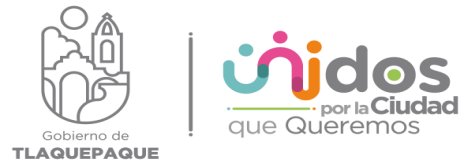 Gobierno de
TLAQUEPAQUE
Unidos
por la Ciudad
que Queremos